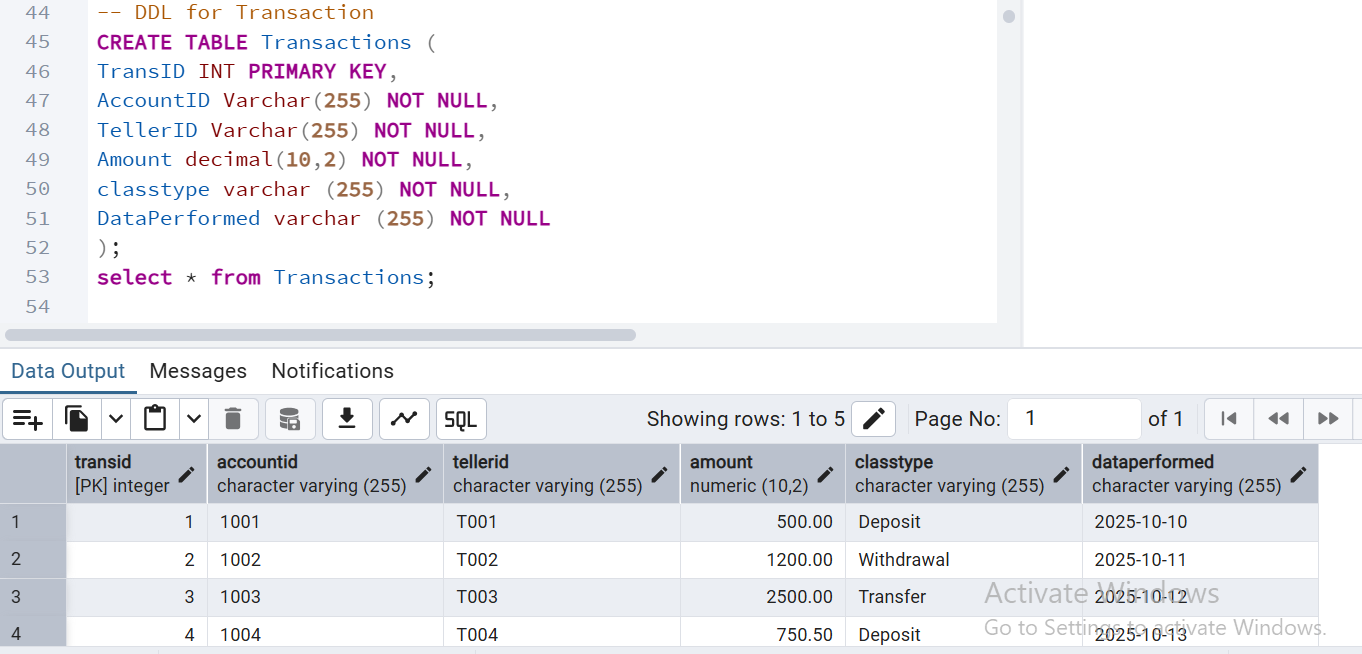 44 -- DDL for Transaction
45 CREATE TABLE Transactions (
46 TransID INT PRIMARY KEY,
47 AccountID Varchar(255) NOT NULL,
48 TellerID Varchar(255) NOT NULL,
49 Amount decimal(10,2) NOT NULL,
50 classtype varchar (255) NOT NULL,
51 DataPerformed varchar (255) NOT NULL
52 );
53 select * from Transactions;
54
Data Output Messages Notifications
SQL Showing rows: 1 to 5 Page No: 1 of 1
transid accountid tellerid amount classtype dataperformed
[PK] integer character varying (255) character varying (255) numeric (10,2) character varying (255) character varying (255)
1 1 1001 T001 500.00 Deposit 2025-10-10
2 2 1002 T002 1200.00 Withdrawal 2025-10-11
3 3 1003 T003 2500.00 Transfer 2025-10-12
4 4 1004 T004 750.50 Deposit 2025-10-13
Activate Windows
Go to Settings to activate Windows.